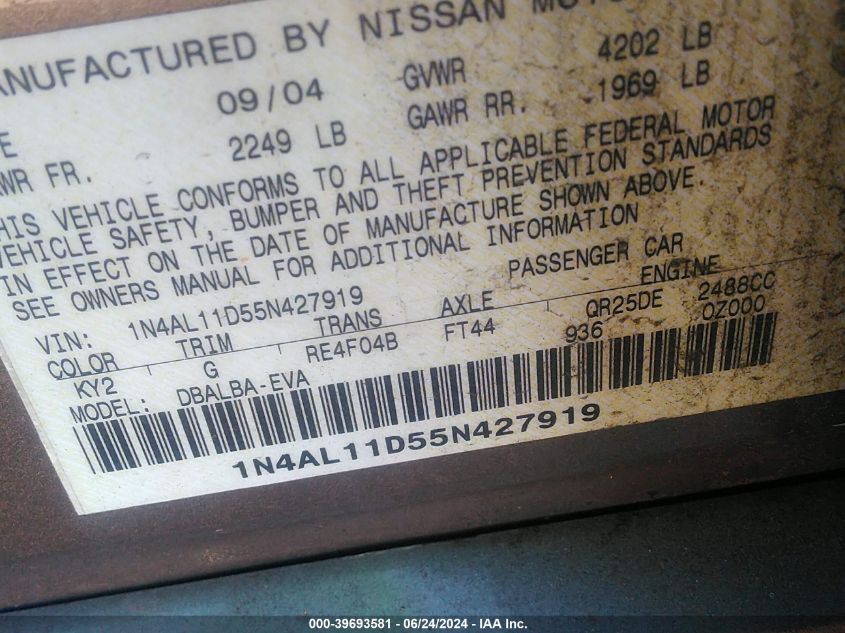 MANUFACTURED BY NISSAN
09/04 GVWR 4202 LB
GAWR FR. 2249 LB GAWR RR. 1969 LB
THIS VEHICLE CONFORMS TO ALL APPLICABLE FEDERAL MOTOR
VEHICLE SAFETY, BUMPER AND THEFT PREVENTION STANDARDS
IN EFFECT ON THE DATE OF MANUFACTURE SHOWN ABOVE.
SEE OWNERS MANUAL FOR ADDITIONAL INFORMATION
PASSENGER CAR
VIN: 1N4AL11D55N427919
COLOR TRIM TRANS AXLE ENGINE
KY2 G RE4F04B FT44 QR25DE 2488CC
MODEL: DBALBA-EVA 936 0Z000
1N4AL11D55N427919
000-39693581 - 06/24/2024 - IAA Inc.